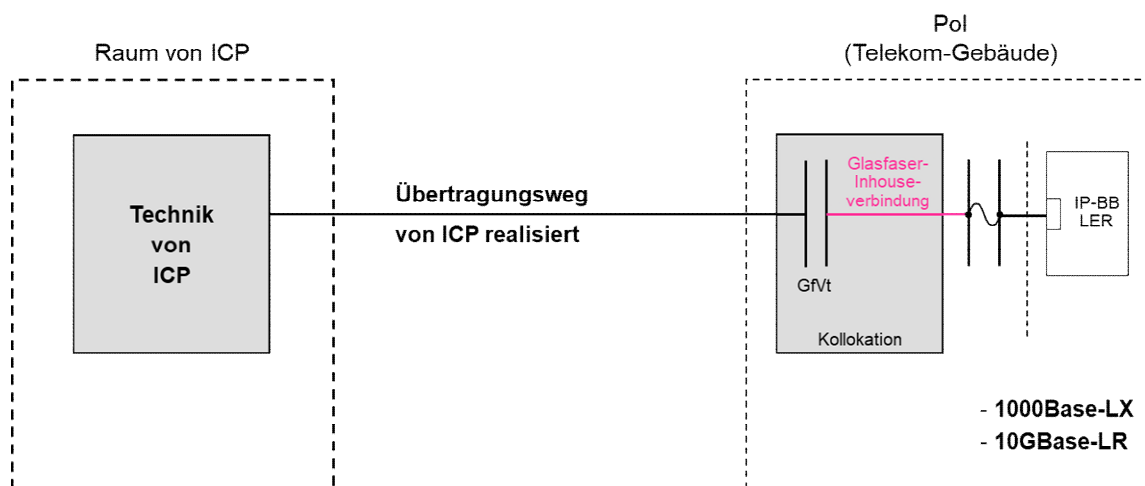 Raum von ICP
PoI
(Telekom-Gebäude)
Technik
von
ICP
Übertragungsweg
von ICP realisiert
Glasfaser-
Inhouse-
verbindung
GfVt
Kollokation
IP-BB
LER
- 1000Base-LX
- 10GBase-LR